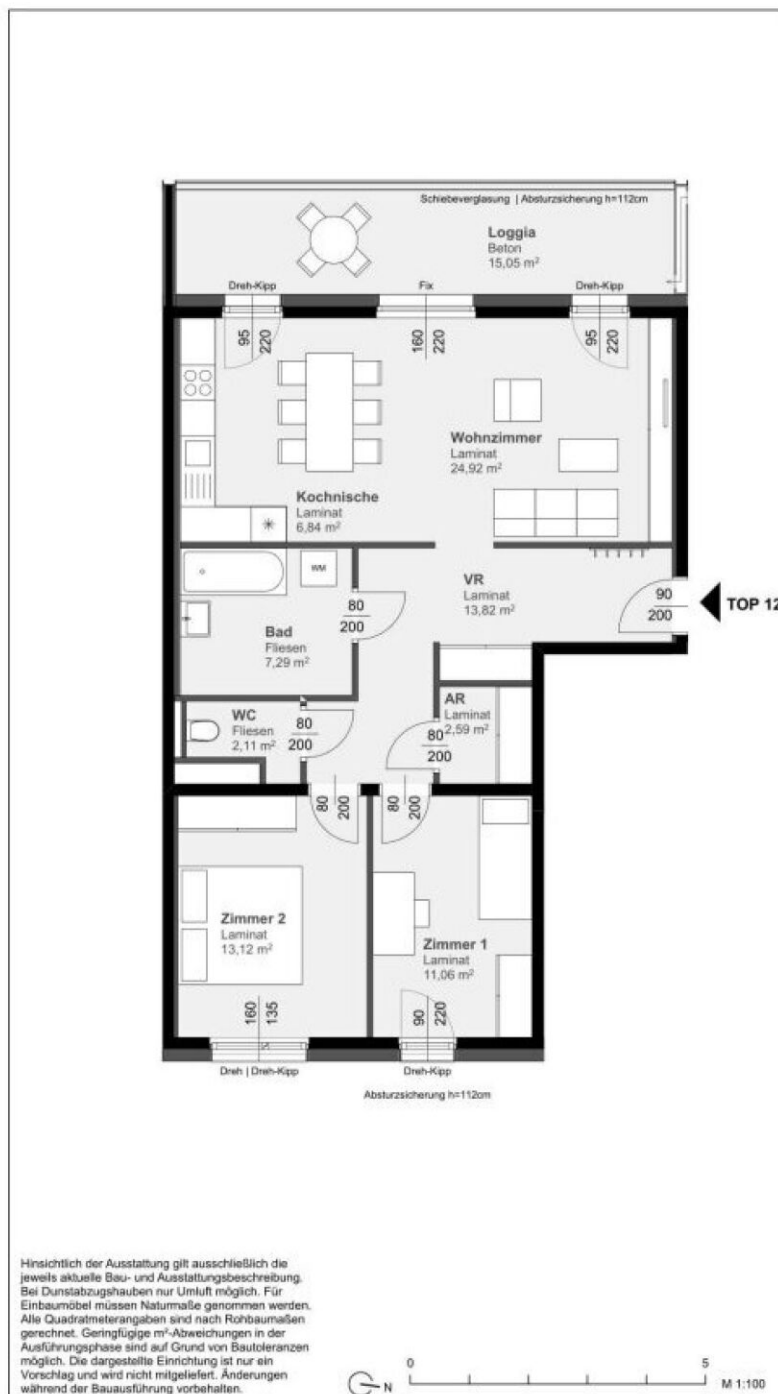 Schiebeverglasung | Absturzsicherung h=112cm
Loggia
Beton
15,05 m²
Dreh-Kipp
Fix
Dreh-Kipp
95
220
160
220
95
220
Wohnzimmer
Laminat
24,92 m²
Kochnische
Laminat
6,84 m²
WM
VR
Laminat
13,82 m²
80
200
90
200
TOP 12
Bad
Fliesen
7,29 m²
WC
Fliesen
2,11 m²
80
200
AR
Laminat
2,59 m²
80
200
80
200
80
200
Zimmer 2
Laminat
13,12 m²
Zimmer 1
Laminat
11,06 m²
160
135
90
220
Dreh | Dreh-Kipp
Dreh-Kipp
Absturzsicherung h=112cm
Hinsichtlich der Ausstattung gilt ausschließlich die
jeweils aktuelle Bau- und Ausstattungsbeschreibung.
Bei Dunstabzugshauben nur Umluft möglich. Für
Einbaumöbel müssen Naturmaße genommen werden.
Alle Quadratmeterangaben sind nach Rohbaumaßen
gerechnet. Geringfügige m²-Abweichungen in der
Ausführungsphase sind auf Grund von Bautoleranzen
möglich. Die dargestellte Einrichtung ist nur ein
Vorschlag und wird nicht mitgeliefert. Änderungen
während der Bauausführung vorbehalten.
N
0
5
M 1:100